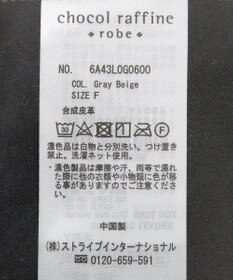 chocol raffine
・robe・
NO. 6A43L0G0600
COL. Gray Beige
SIZE F
合成皮革
30
F
濃色品は白物と分別洗い。つけ置き
禁止。洗濯ネット使用。
濃色品は摩擦や汗、雨等で濡れ
た際に他の衣類や小物類に色が移
る事がありますのでご注意下さい。
中国製
(株)ストライプインターナショナル
0120-659-591